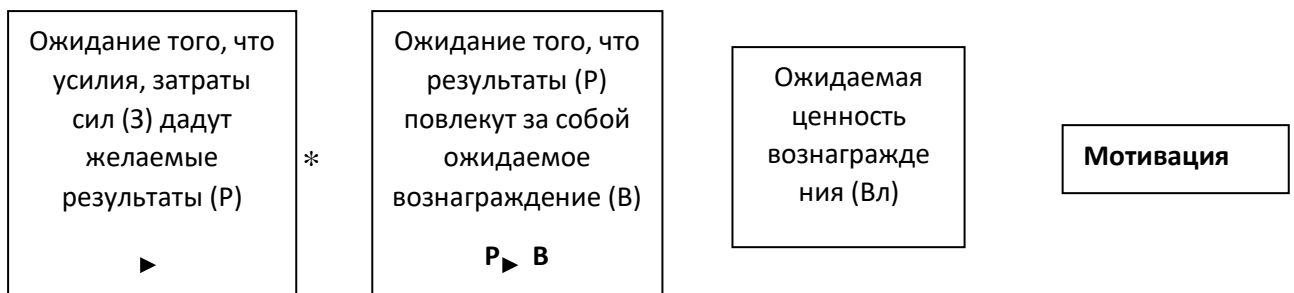 Ожидание того, что
усилия, затраты
сил (З) дадут
желаемые
результаты (Р)
►
*
Ожидание того, что
результаты (Р)
повлекут за собой
ожидаемое
вознаграждение (В)
Р► В
Ожидаемая
ценность
вознагражде
ния (Вл)
Мотивация